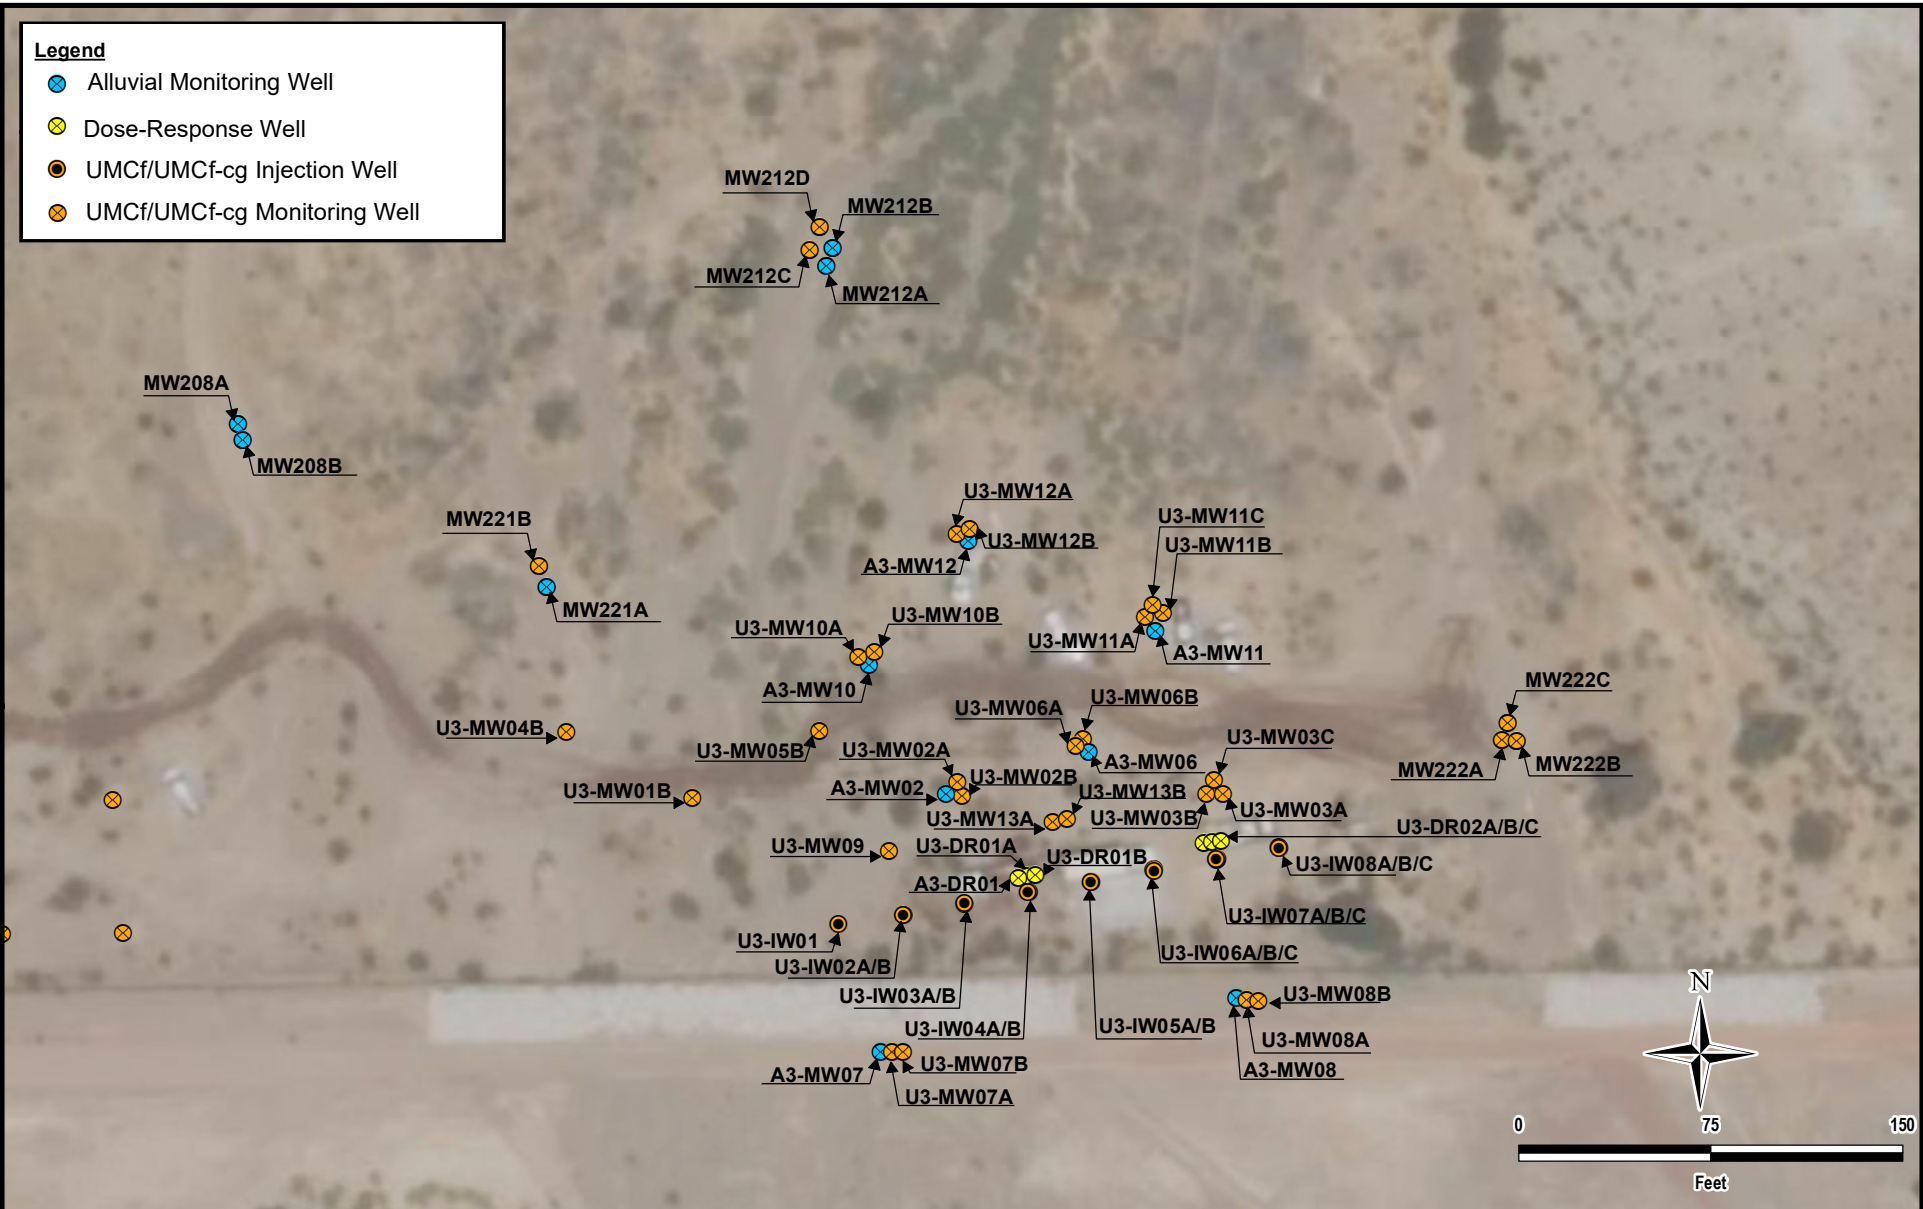 Legend
Alluvial Monitoring Well
Dose-Response Well
UMCf/UMCf-cg Injection Well
UMCf/UMCf-cg Monitoring Well
MW212D
MW212B
MW212C
MW212A
MW208A
MW208B
MW221B
MW221A
U3-MW12A
U3-MW12B
A3-MW12
U3-MW11C
U3-MW11B
U3-MW11A
A3-MW11
U3-MW10A
U3-MW10B
A3-MW10
MW222C
MW222A
MW222B
U3-MW06A
U3-MW06B
A3-MW06
U3-MW04B
U3-MW05B
U3-MW02A
U3-MW03C
U3-MW01B
A3-MW02
U3-MW02B
U3-MW13B
U3-MW13A
U3-MW03B
U3-MW03A
U3-DR02A/B/C
U3-MW09
U3-DR01A
U3-DR01B
A3-DR01
U3-IW08A/B/C
U3-IW07A/B/C
U3-IW01
U3-IW02A/B
U3-IW06A/B/C
U3-IW03A/B
U3-IW04A/B
U3-IW05A/B
U3-MW08B
U3-MW08A
A3-MW08
A3-MW07
U3-MW07B
U3-MW07A
N
0 75 150
Feet